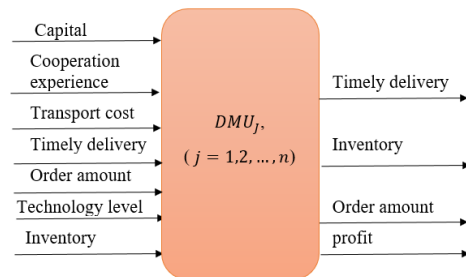 Capital
Cooperation
experience
Transport cost
Timely delivery
Order amount
Technology level
Inventory
DMU_J,
( j = 1,2, ..., n)
Timely delivery
Inventory
Order amount
profit